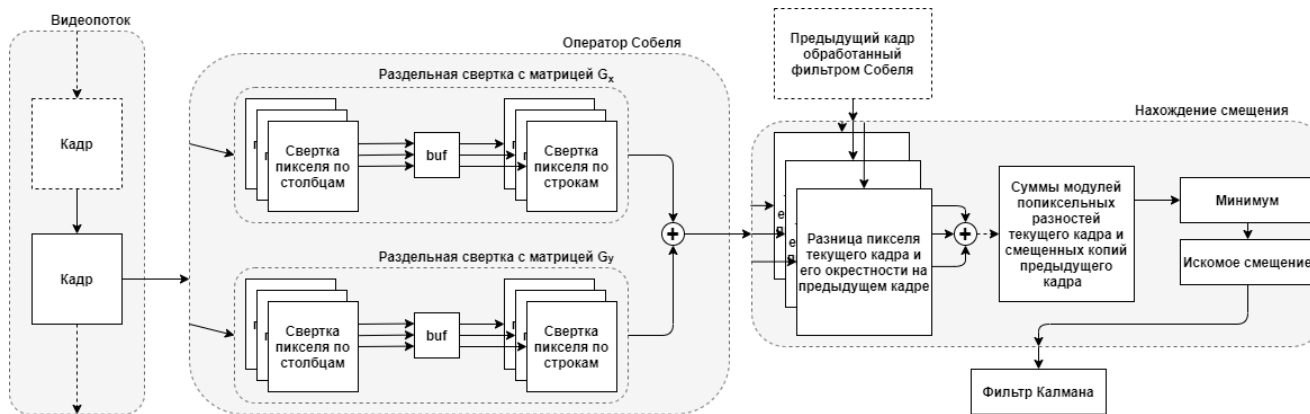 Видеопоток
Кадр
Кадр
Оператор Собеля
Раздельная свертка с матрицей Gx
Свертка
пикселя по
столбцам
buf
Свертка
пикселя по
строкам
Раздельная свертка с матрицей Gy
Свертка
пикселя по
столбцам
buf
Свертка
пикселя по
строкам
+
Предыдущий кадр
обработанный
фильтром Собеля
Нахождение смещения
Разница пикселя
текущего кадра и
его окрестности на
предыдущем кадре
+
Суммы модулей
попиксельных
разностей
текущего кадра и
смещенных копий
предыдущего
кадра
Минимум
Искомое смещение
Фильтр Калмана